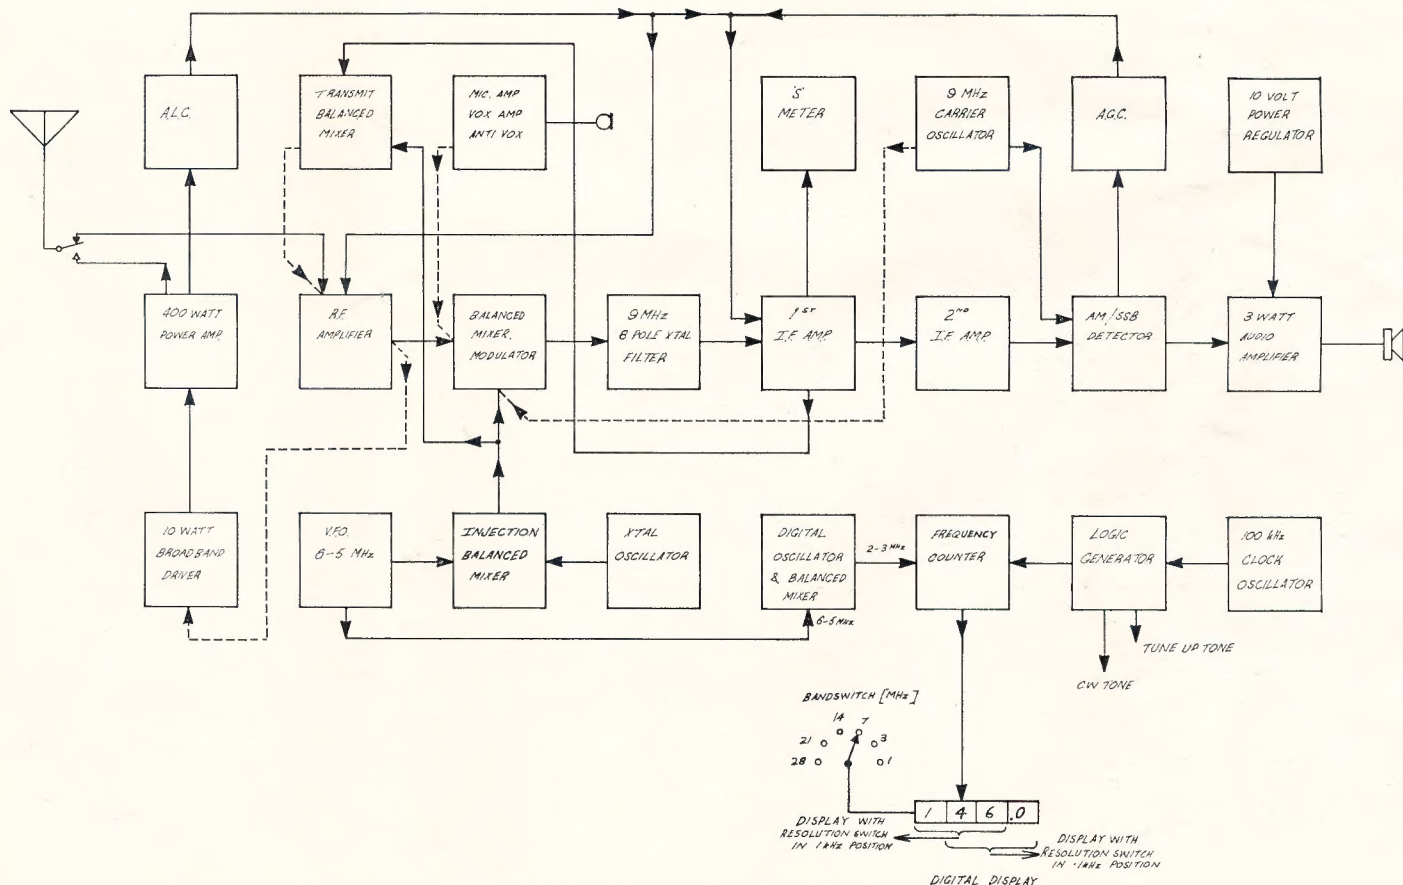 A.L.C.
TRANSMIT
BALANCED
MIXER
MIC. AMP
VOX AMP
ANTI VOX
'S'
METER
9 MHz
CARRIER
OSCILLATOR
A.G.C.
10 VOLT
POWER
REGULATOR
400 WATT
POWER AMP.
R.F.
AMPLIFIER
BALANCED
MIXER,
MODULATOR
9 MHz
8 POLE XTAL
FILTER
1ST
I.F. AMP.
2ND
I.F. AMP.
AM/SSB
DETECTOR
3 WATT
AUDIO
AMPLIFIER
10 WATT
BROADBAND
DRIVER
V.F.O.
6-5 MHz
INJECTION
BALANCED
MIXER
XTAL
OSCILLATOR
DIGITAL
OSCILLATOR
& BALANCED
MIXER
2-3 MHz
6-5 MHz
FREQUENCY
COUNTER
LOGIC
GENERATOR
100 kHz
CLOCK
OSCILLATOR
TUNE UP TONE
CW TONE
BANDSWITCH [MHz]
14 7
21 3
28 1
1 4 6 .0
DISPLAY WITH
RESOLUTION SWITCH
IN 1kHz POSITION
DISPLAY WITH
RESOLUTION SWITCH
IN .1kHz POSITION
DIGITAL DISPLAY